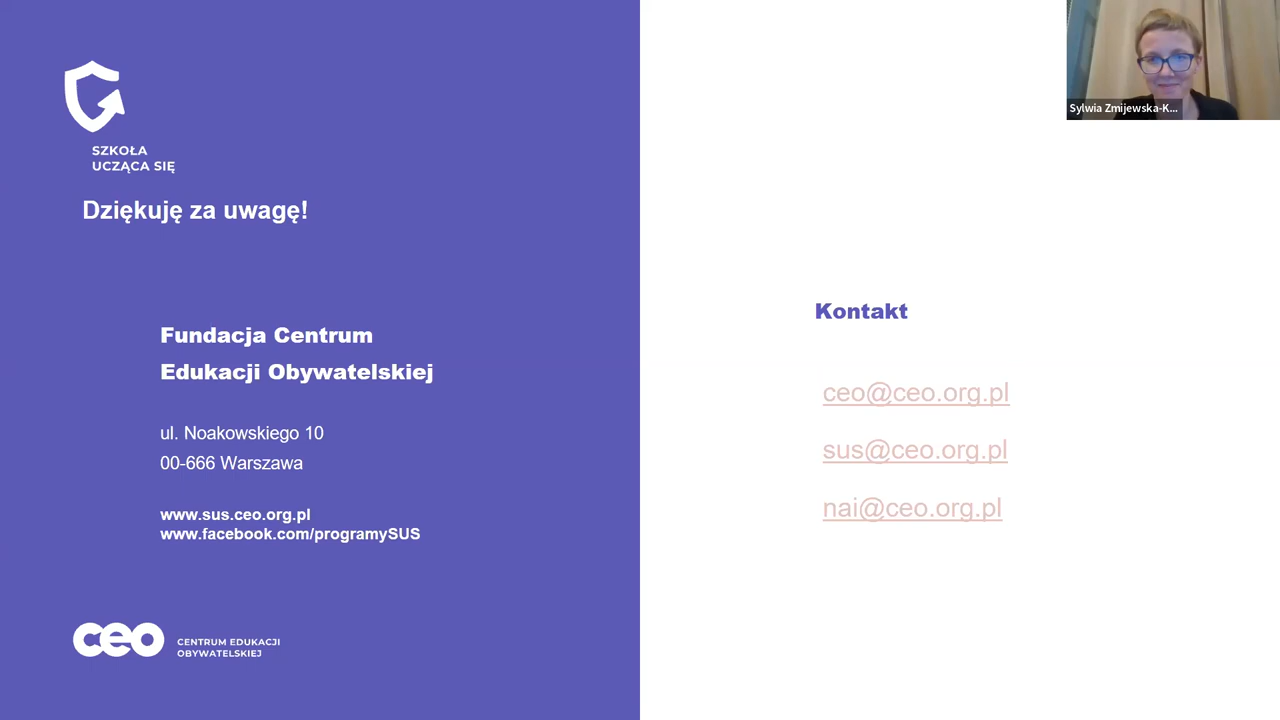 SZKOŁA
UCZĄCA SIĘ
Dziękuję za uwagę!
Fundacja Centrum
Edukacji Obywatelskiej
ul. Noakowskiego 10
00-666 Warszawa
www.sus.ceo.org.pl
www.facebook.com/programySUS
ceo
CENTRUM EDUKACJI
OBYWATELSKIEJ
Kontakt
ceo@ceo.org.pl
sus@ceo.org.pl
nai@ceo.org.pl
Sylwia Zmijewska-K...